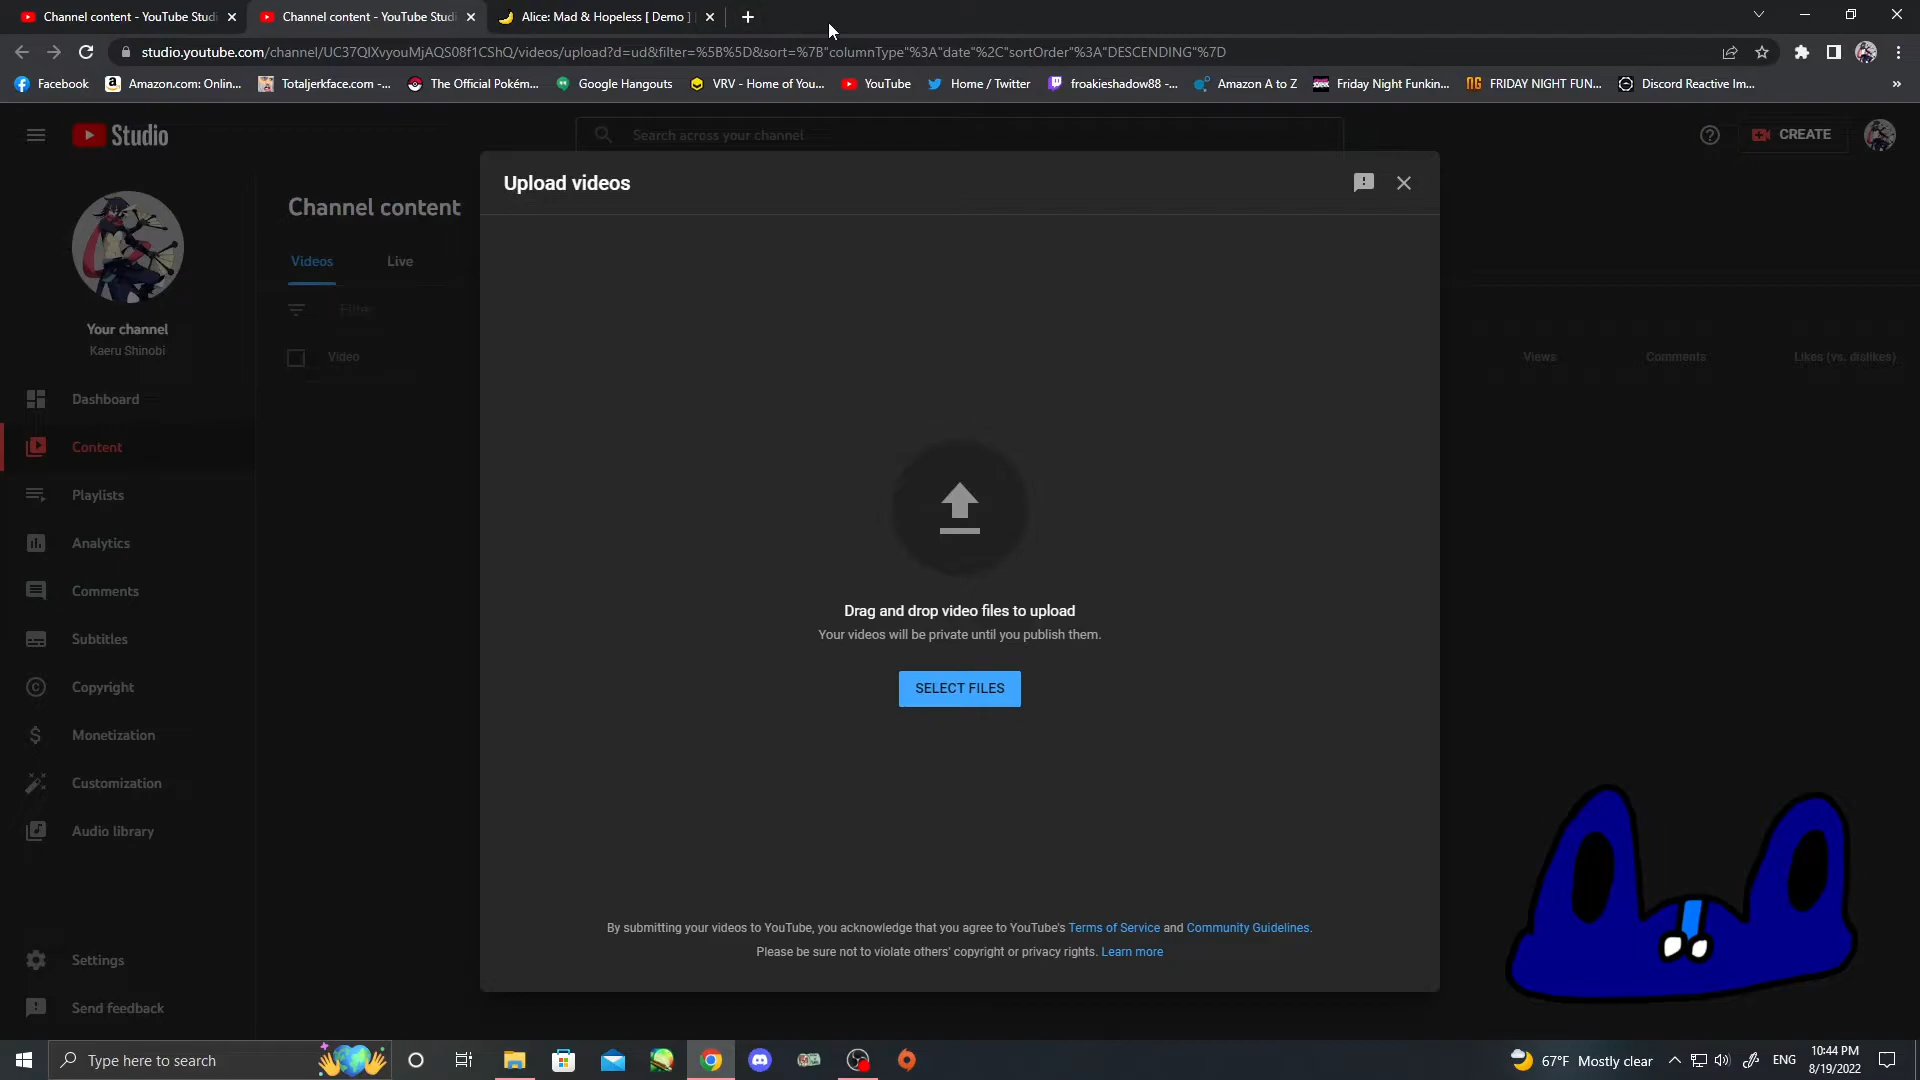 Channel content - YouTube Studi
Channel content - YouTube Studi
Alice: Mad & Hopeless [ Demo ]
studio.youtube.com/channel/UC37QIXvyouMjAQS08f1CShQ/videos/upload?d=ud&filter=%5B%5D&sort=%7B"columnType"%3A"date"%2C"sortOrder"%3A"DESCENDING"%7D
Facebook
Amazon.com: Onlin...
Totaljerkface.com -...
The Official Pokém...
Google Hangouts
VRV - Home of You...
YouTube
Home / Twitter
froakieshadow88 -...
Amazon A to Z
Friday Night Funkin...
FRIDAY NIGHT FUN...
Discord Reactive Im...
»
Studio
Search across your channel
CREATE
Upload videos
Your channel
Kaeru Shinobi
Dashboard
Content
Playlists
Analytics
Comments
Subtitles
Copyright
Monetization
Customization
Audio library
Settings
Send feedback
Channel content
Videos
Live
Filter
Video
Views
Comments
Likes (vs. dislikes)
Drag and drop video files to upload
Your videos will be private until you publish them.
SELECT FILES
By submitting your videos to YouTube, you acknowledge that you agree to YouTube's Terms of Service and Community Guidelines.
Please be sure not to violate others' copyright or privacy rights. Learn more
Type here to search
67°F Mostly clear
ENG
10:44 PM
8/19/2022